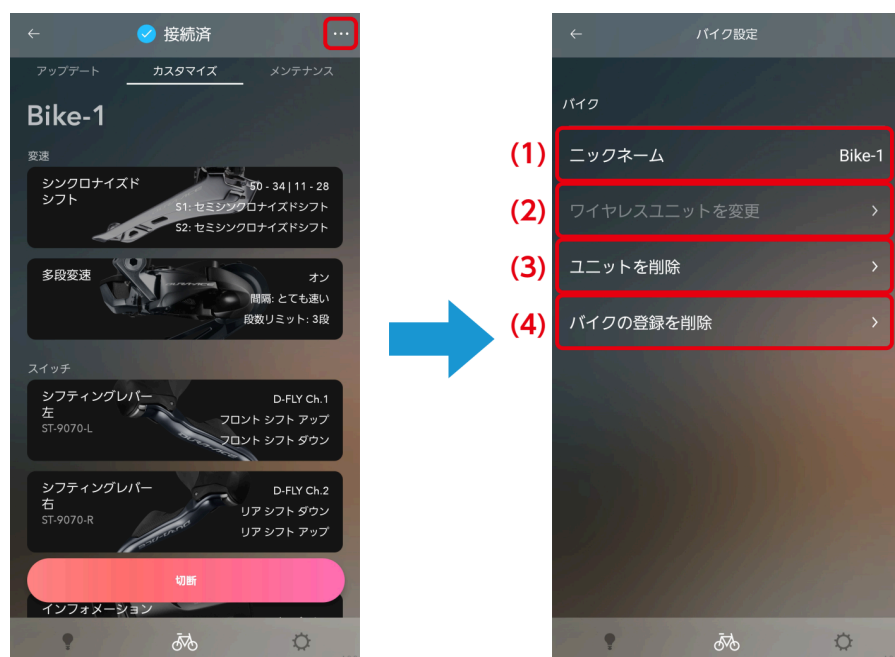 接続済
アップデート カスタマイズ メンテナンス
Bike-1
変速
シンクロナイズド
シフト
50 - 34 | 11 - 28
S1: セミシンクロナイズドシフト
S2: セミシンクロナイズドシフト
多段変速
オン
間隔: とても速い
段数リミット: 3段
スイッチ
シフティングレバー
左
ST-9070-L
D-FLY Ch.1
フロント シフト アップ
フロント シフト ダウン
シフティングレバー
右
ST-9070-R
D-FLY Ch.2
リア シフト ダウン
リア シフト アップ
切断
インフォメーション
バイク設定
バイク
(1) ニックネーム Bike-1
(2) ワイヤレスユニットを変更
(3) ユニットを削除
(4) バイクの登録を削除